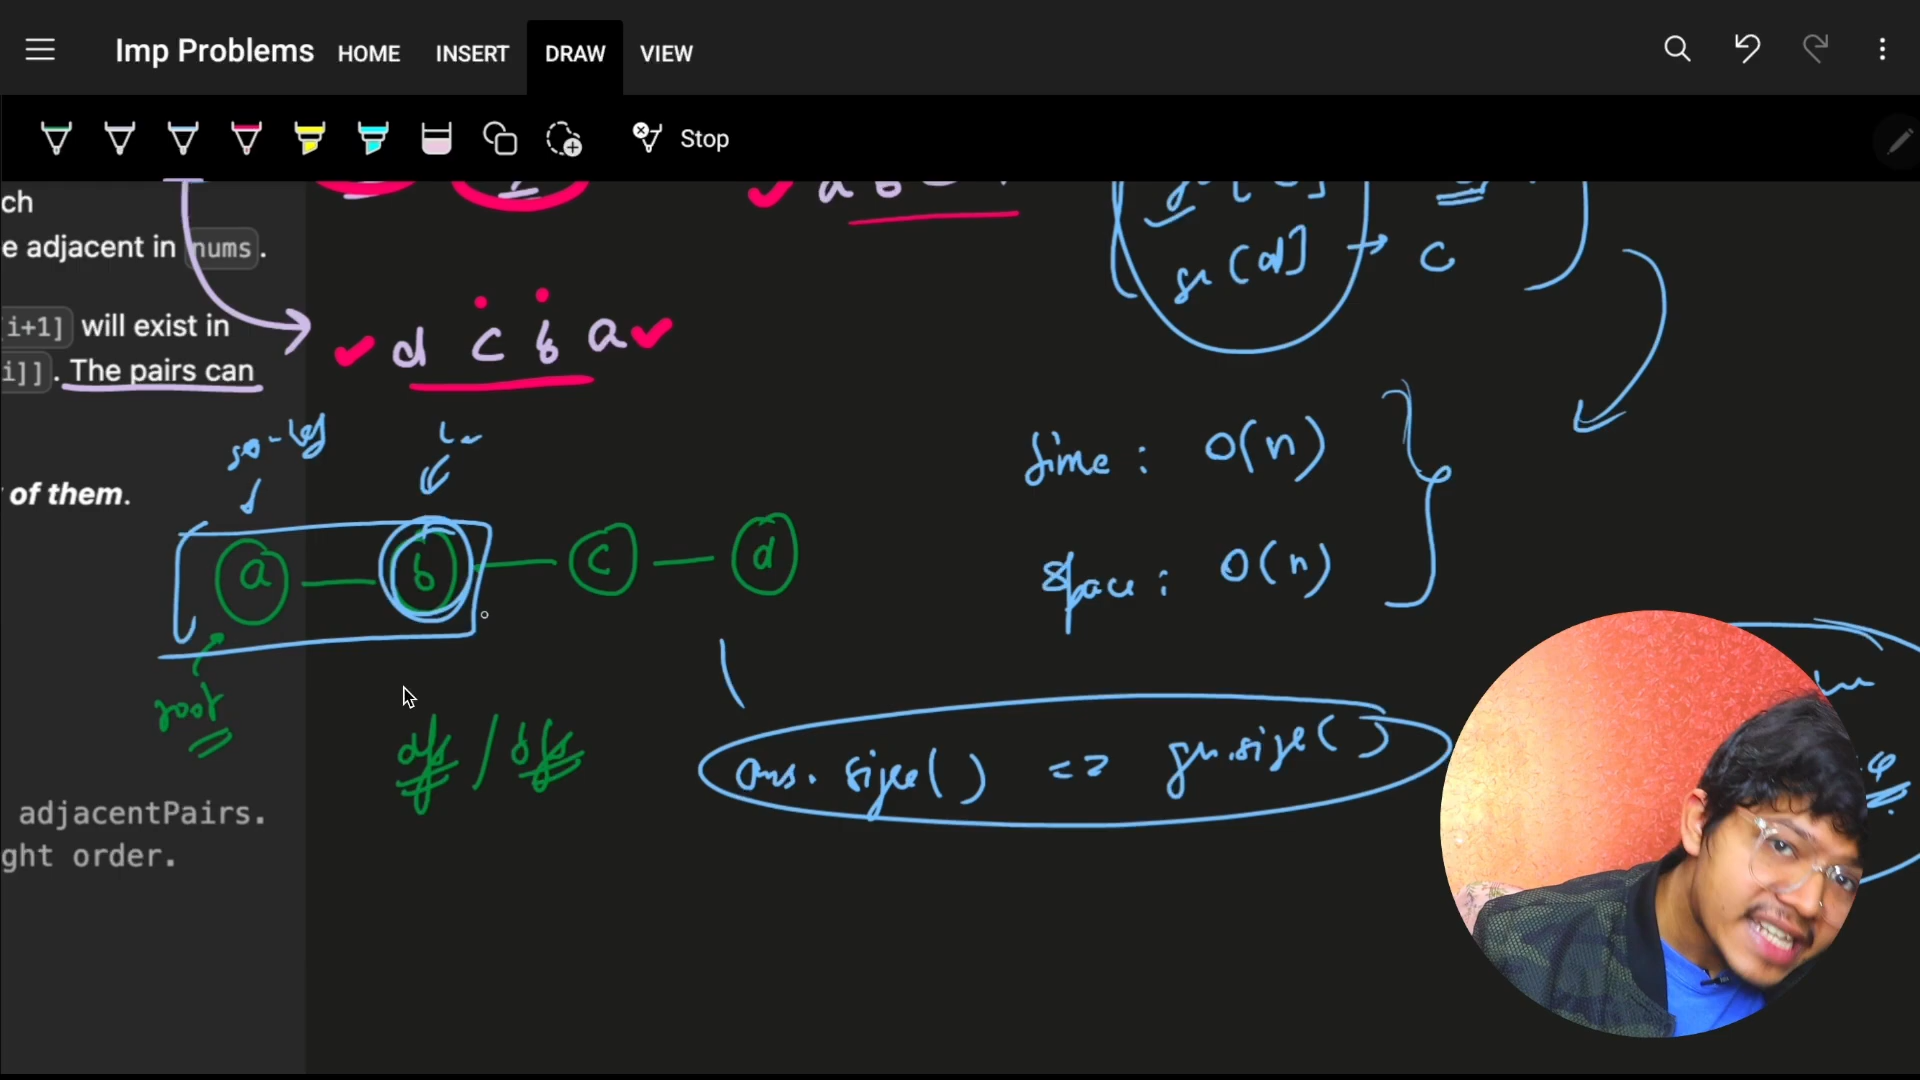 Imp Problems HOME INSERT DRAW VIEW
Stop
ch
e adjacent in nums.
i+1] will exist in
i]]. The pairs can
of them.
adjacentPairs.
ght order.
a b c
d c b a
gr[d] → c
time : O(n)
space : O(n)
a b c d
root
dfs / bfs
ans.size() == gr.size()